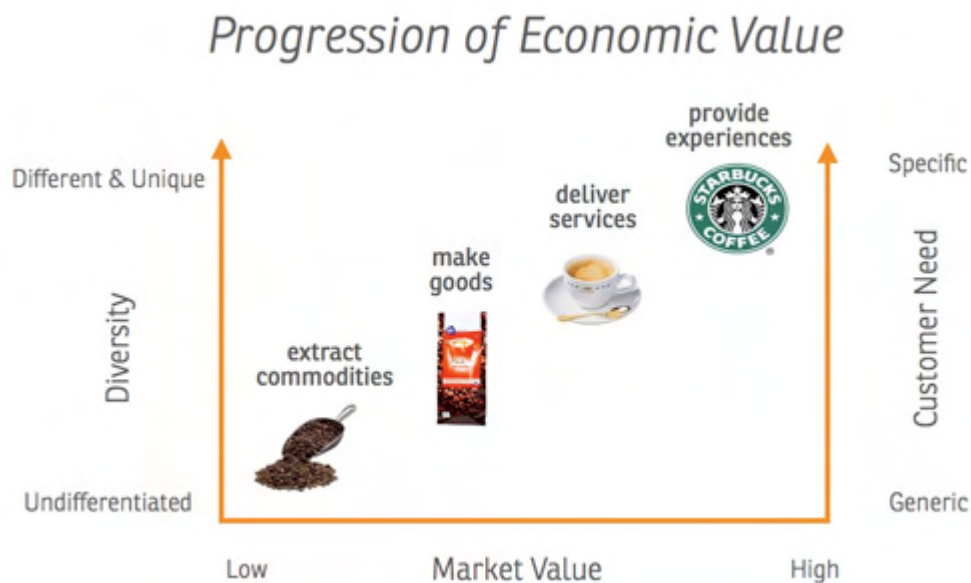 Progression of Economic Value
provide
experiences
Different & Unique
Specific
deliver
services
STARBUCKS
COFFEE
make
goods
Diversity
Customer Need
extract
commodities
Undifferentiated
Generic
Low
Market Value
High